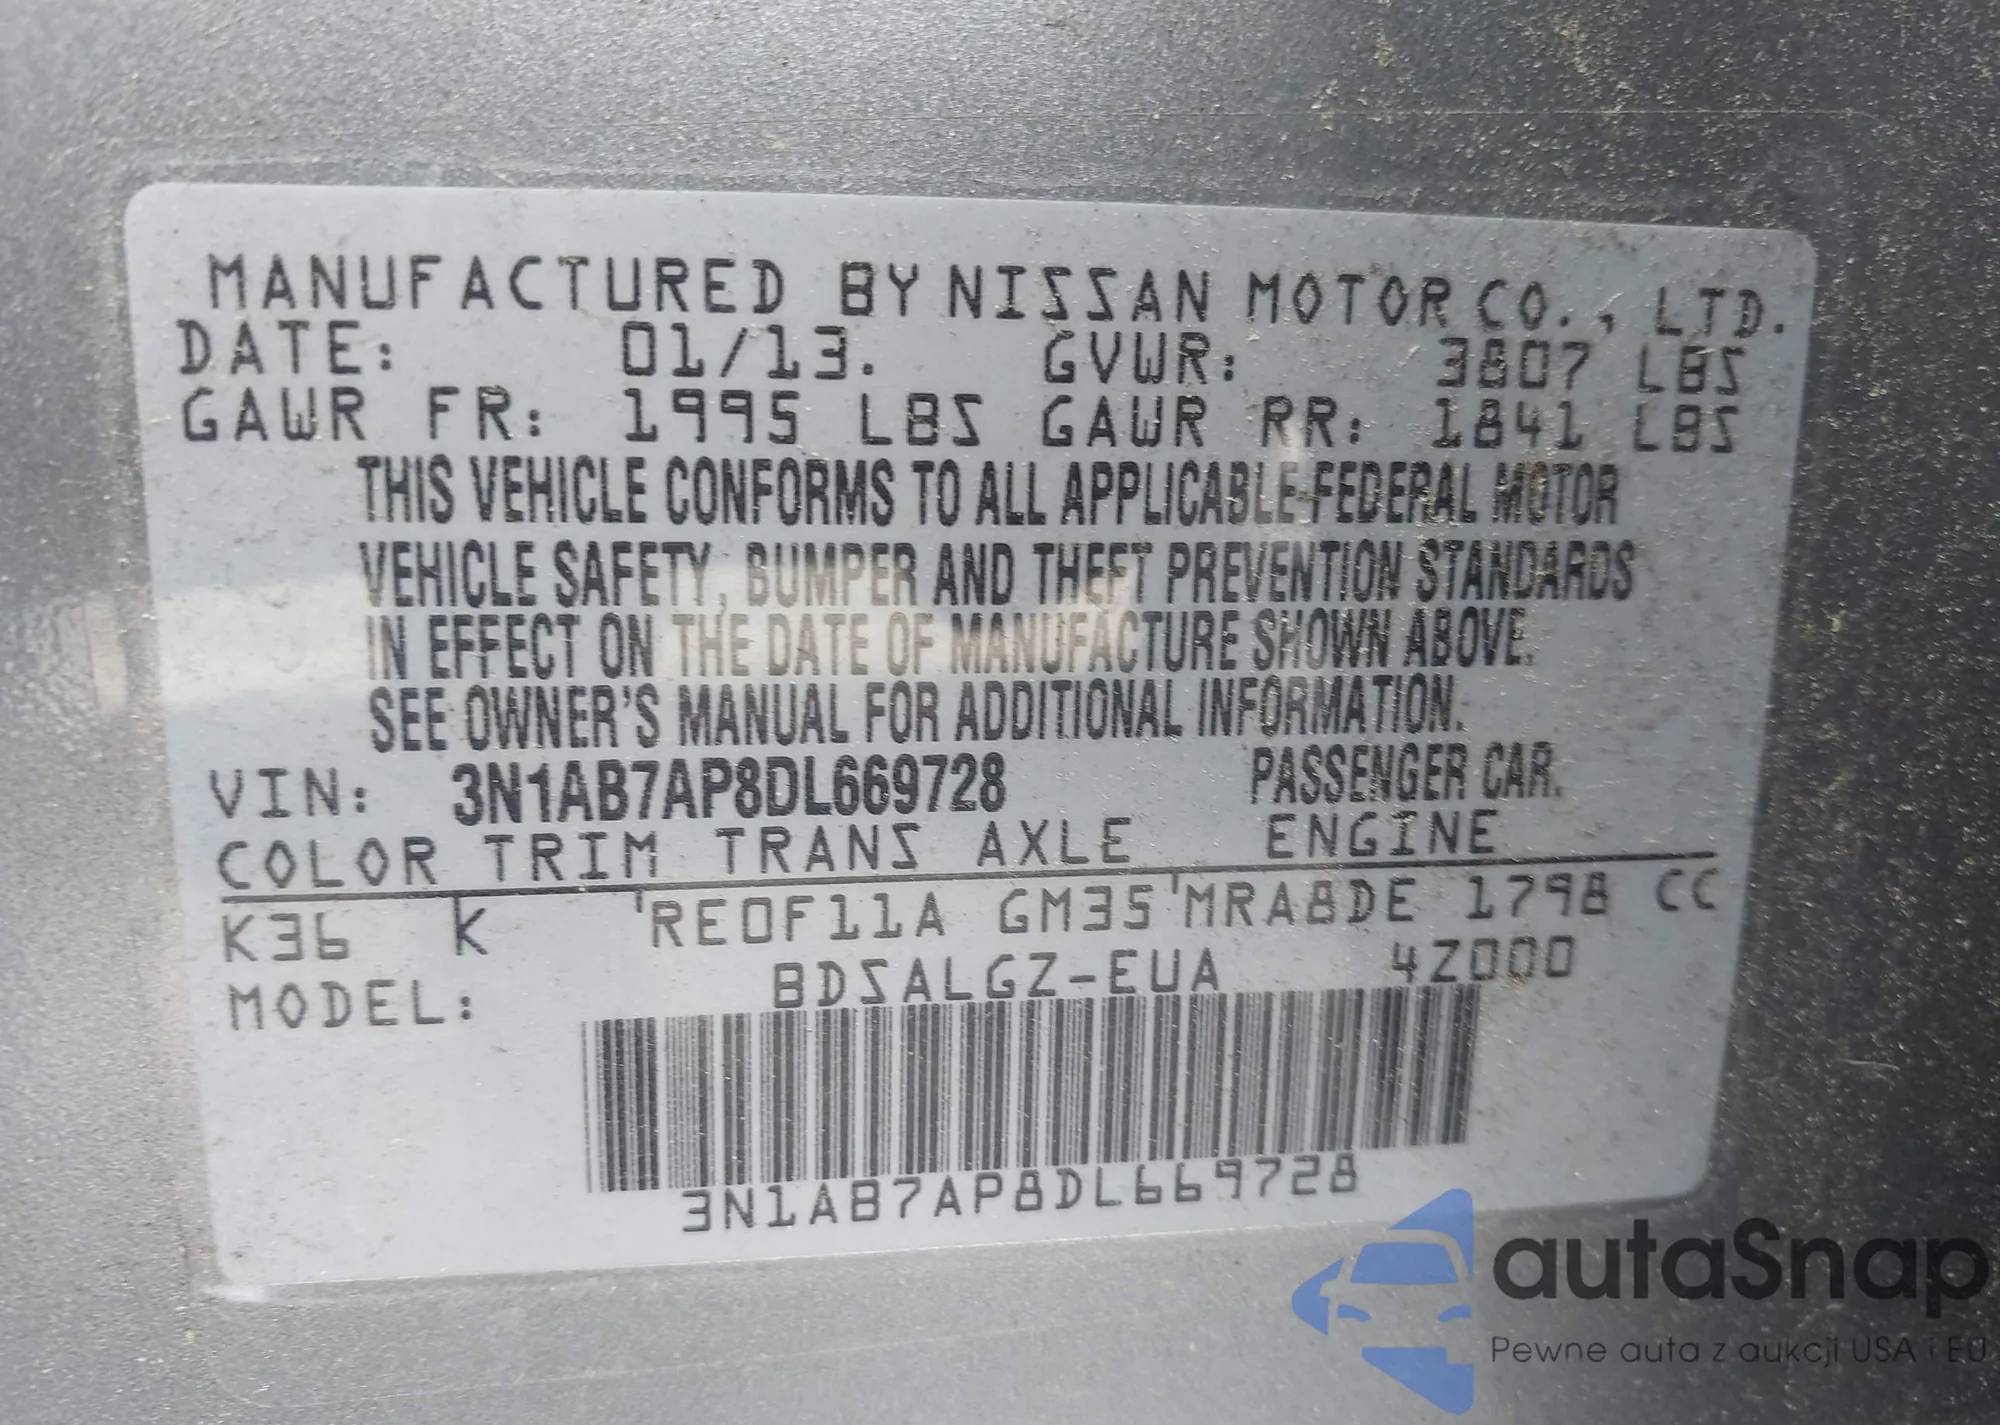 MANUFACTURED BY NISSAN MOTOR CO., LTD.
DATE: 01/13. GVWR: 3807 LBS
GAWR FR: 1995 LBS GAWR RR: 1841 LBS
THIS VEHICLE CONFORMS TO ALL APPLICABLE FEDERAL MOTOR
VEHICLE SAFETY, BUMPER AND THEFT PREVENTION STANDARDS
IN EFFECT ON THE DATE OF MANUFACTURE SHOWN ABOVE.
SEE OWNER'S MANUAL FOR ADDITIONAL INFORMATION.
VIN: 3N1AB7AP8DL669728 PASSENGER CAR.
COLOR TRIM TRANS AXLE ENGINE
K36 K 'RE0F11A GM35'MRA8DE 1798 CC
MODEL: BDSALGZ-EUA 4Z000
3N1AB7AP8DL669728
autaSnap
Pewne auta z aukcji USA i EU